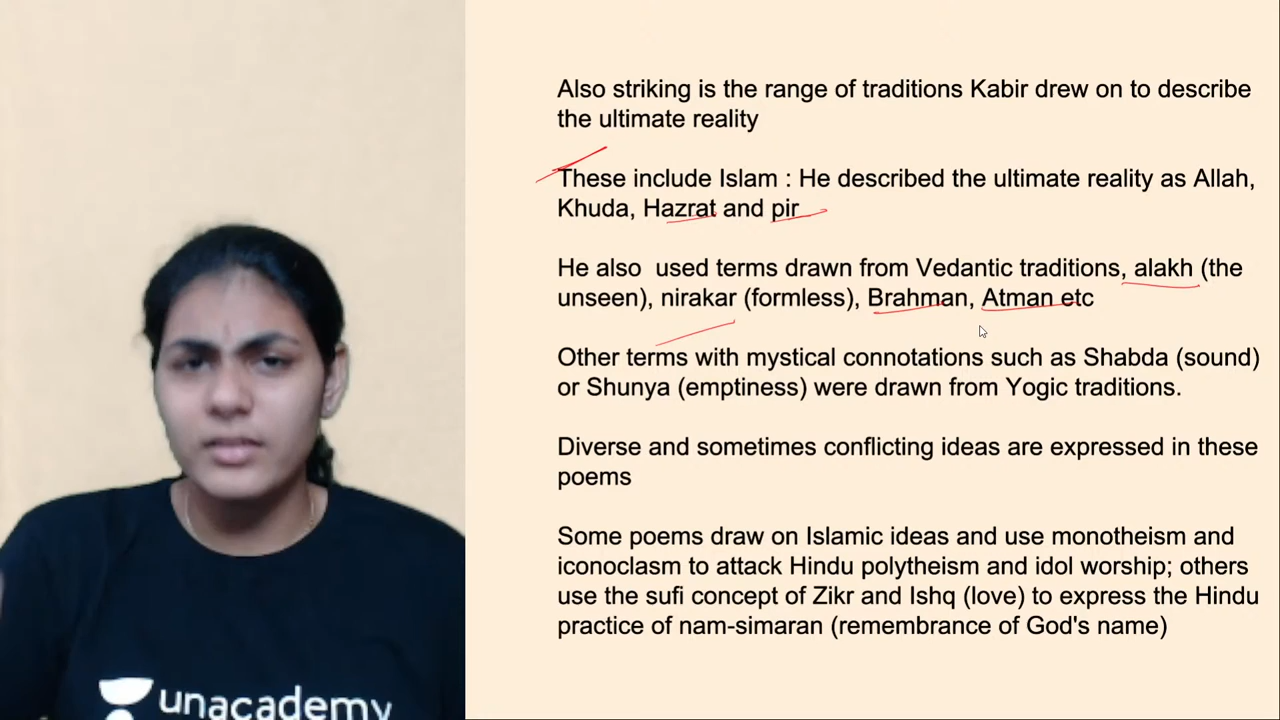 Also striking is the range of traditions Kabir drew on to describe
the ultimate reality
These include Islam : He described the ultimate reality as Allah,
Khuda, Hazrat and pir
He also used terms drawn from Vedantic traditions, alakh (the
unseen), nirakar (formless), Brahman, Atman etc
Other terms with mystical connotations such as Shabda (sound)
or Shunya (emptiness) were drawn from Yogic traditions.
Diverse and sometimes conflicting ideas are expressed in these
poems
Some poems draw on Islamic ideas and use monotheism and
iconoclasm to attack Hindu polytheism and idol worship; others
use the sufi concept of Zikr and Ishq (love) to express the Hindu
practice of nam-simaran (remembrance of God's name)
unacademy